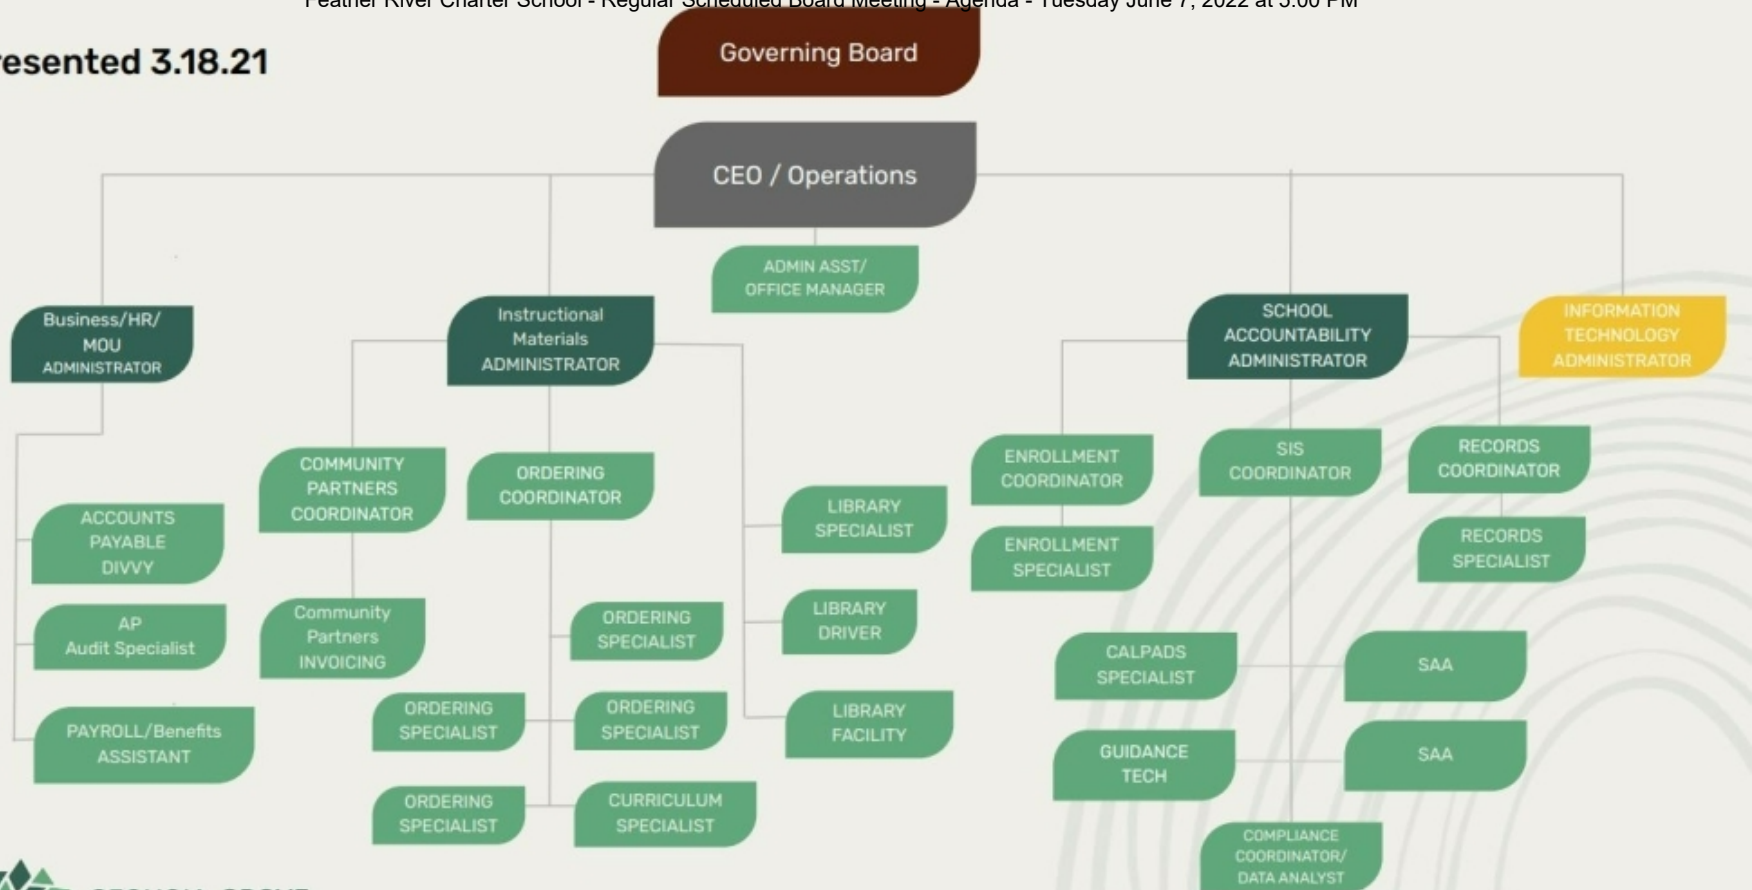 Feather River Charter School - Regular Scheduled Board Meeting - Agenda - Tuesday June 7, 2022 at 5:00 PM
esented 3.18.21
Governing Board
CEO / Operations
ADMIN ASST/
OFFICE MANAGER
Business/HR/
MOU
ADMINISTRATOR
Instructional
Materials
ADMINISTRATOR
SCHOOL
ACCOUNTABILITY
ADMINISTRATOR
INFORMATION
TECHNOLOGY
ADMINISTRATOR
ACCOUNTS
PAYABLE
DIVVY
AP
Audit Specialist
PAYROLL/Benefits
ASSISTANT
COMMUNITY
PARTNERS
COORDINATOR
Community
Partners
INVOICING
ORDERING
COORDINATOR
ORDERING
SPECIALIST
ORDERING
SPECIALIST
ORDERING
SPECIALIST
ORDERING
SPECIALIST
CURRICULUM
SPECIALIST
LIBRARY
SPECIALIST
LIBRARY
DRIVER
LIBRARY
FACILITY
ENROLLMENT
COORDINATOR
ENROLLMENT
SPECIALIST
SIS
COORDINATOR
RECORDS
COORDINATOR
RECORDS
SPECIALIST
CALPADS
SPECIALIST
SAA
GUIDANCE
TECH
SAA
COMPLIANCE
COORDINATOR/
DATA ANALYST